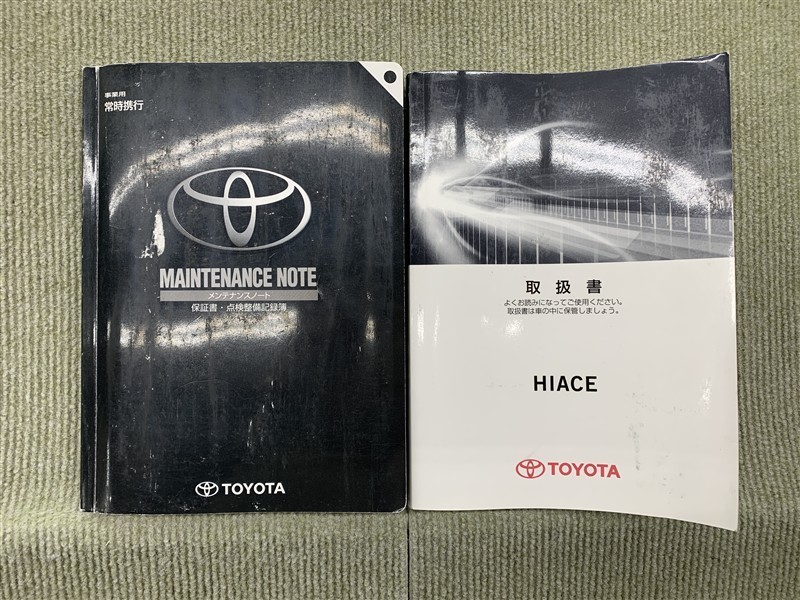 事業用
常時携行
MAINTENANCE NOTE
メンテナンスノート
保証書・点検整備記録簿
TOYOTA
取扱書
よくお読みになってご使用ください。
取扱書は車の中に保管しましょう。
HIACE
TOYOTA